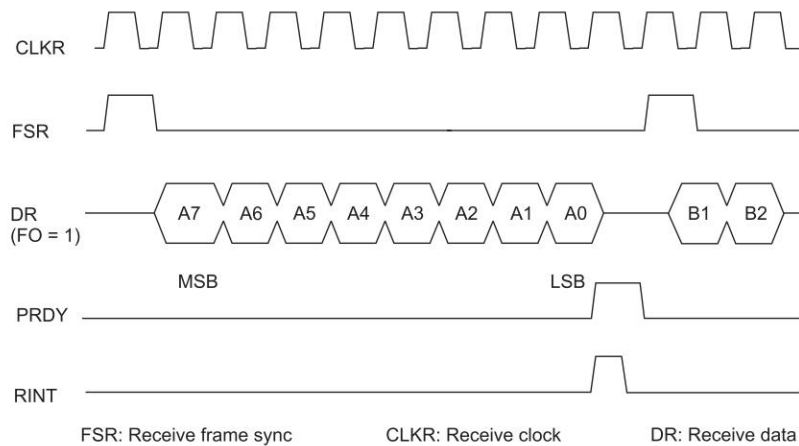 CLKR
FSR
DR
(FO = 1)
A7 A6 A5 A4 A3 A2 A1 A0 B1 B2
MSB LSB
PRDY
RINT
FSR: Receive frame sync CLKR: Receive clock DR: Receive data